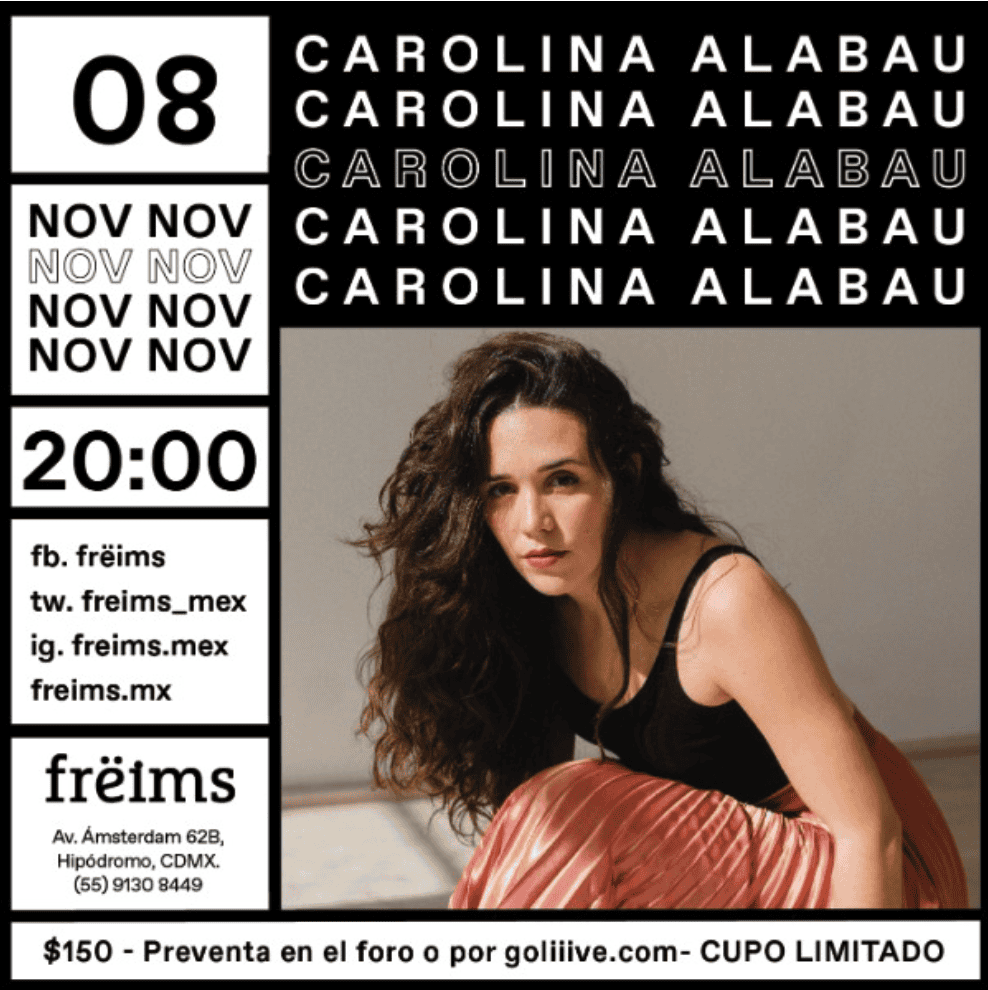 08
NOV NOV
NOV NOV
NOV NOV
NOV NOV
20:00
fb. frëims
tw. freims_mex
ig. freims.mex
freims.mx
frëims
Av. Ámsterdam 62B,
Hipódromo, CDMX.
(55) 9130 8449
CAROLINA ALABAU
CAROLINA ALABAU
CAROLINA ALABAU
CAROLINA ALABAU
CAROLINA ALABAU
$150 - Preventa en el foro o por goliiive.com- CUPO LIMITADO